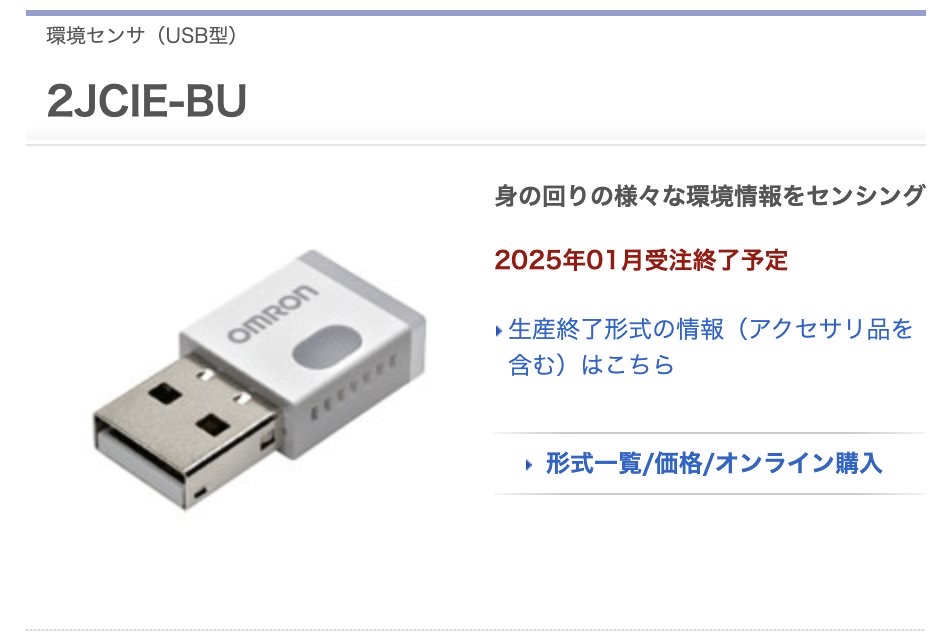 環境センサ（USB型）
2JCIE-BU
身の回りの様々な環境情報をセンシング
2025年01月受注終了予定
生産終了形式の情報（アクセサリ品を
含む）はこちら
形式一覧/価格/オンライン購入
OMRON